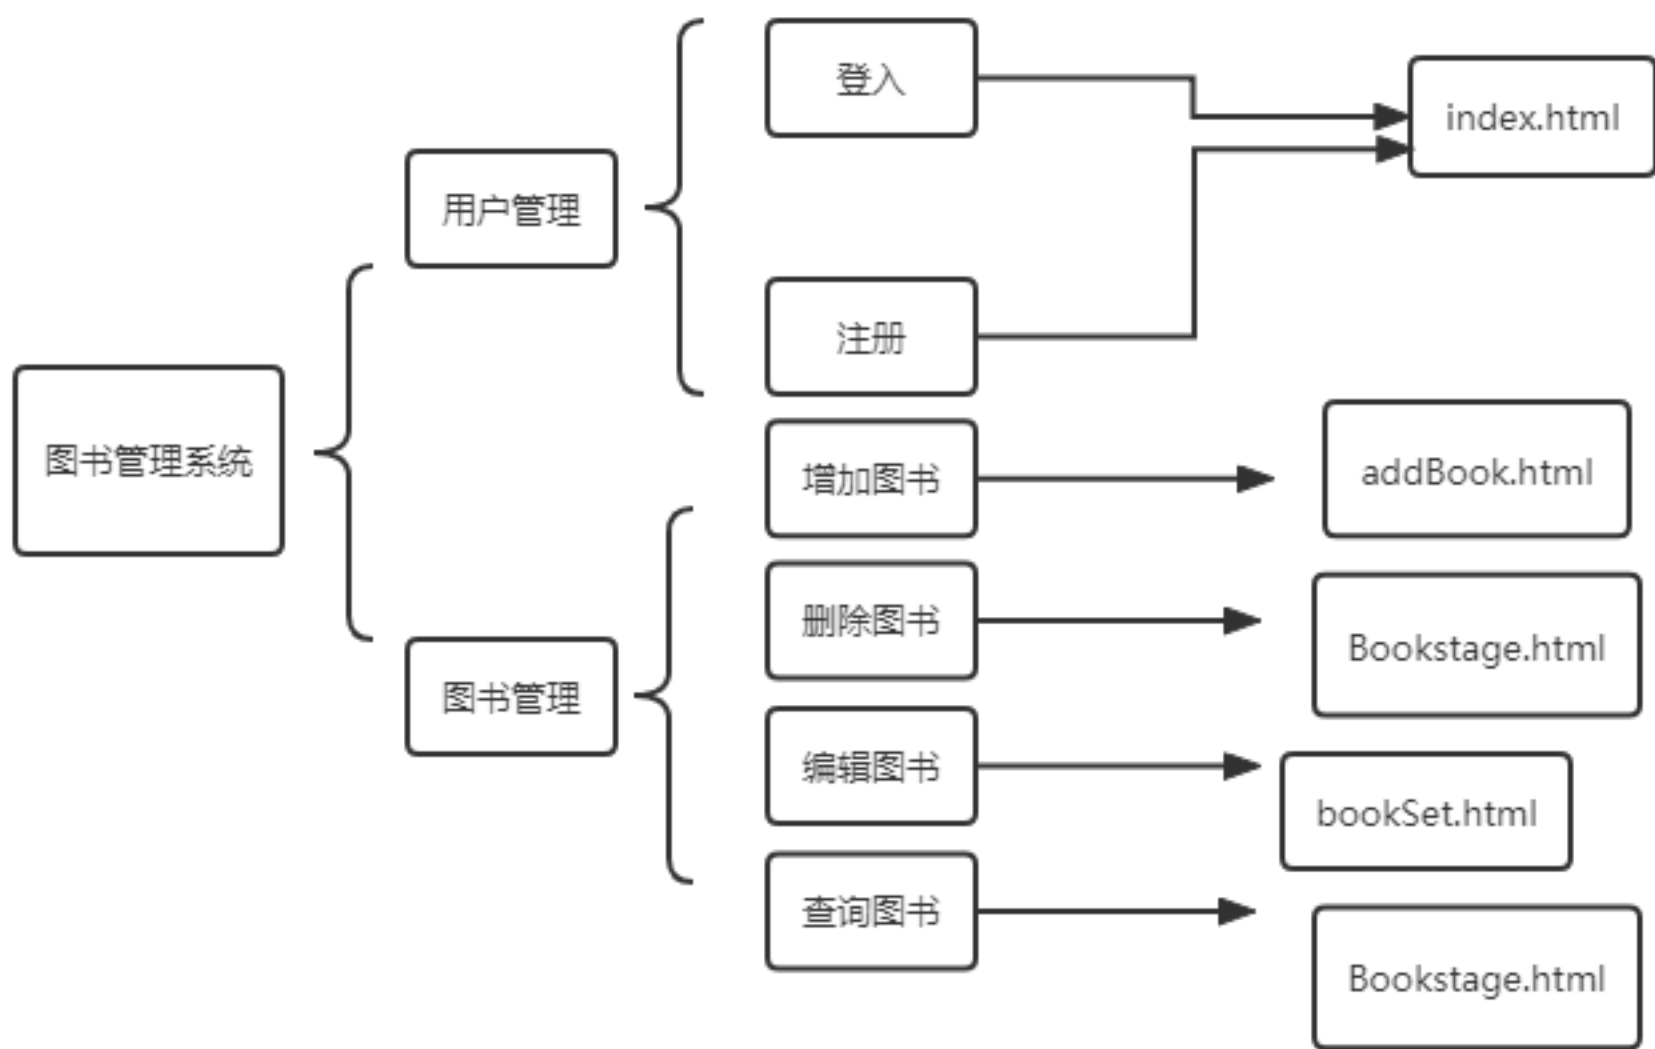 登入
index.html
用户管理
注册
图书管理系统
增加图书
addBook.html
删除图书
Bookstage.html
图书管理
编辑图书
bookSet.html
查询图书
Bookstage.html